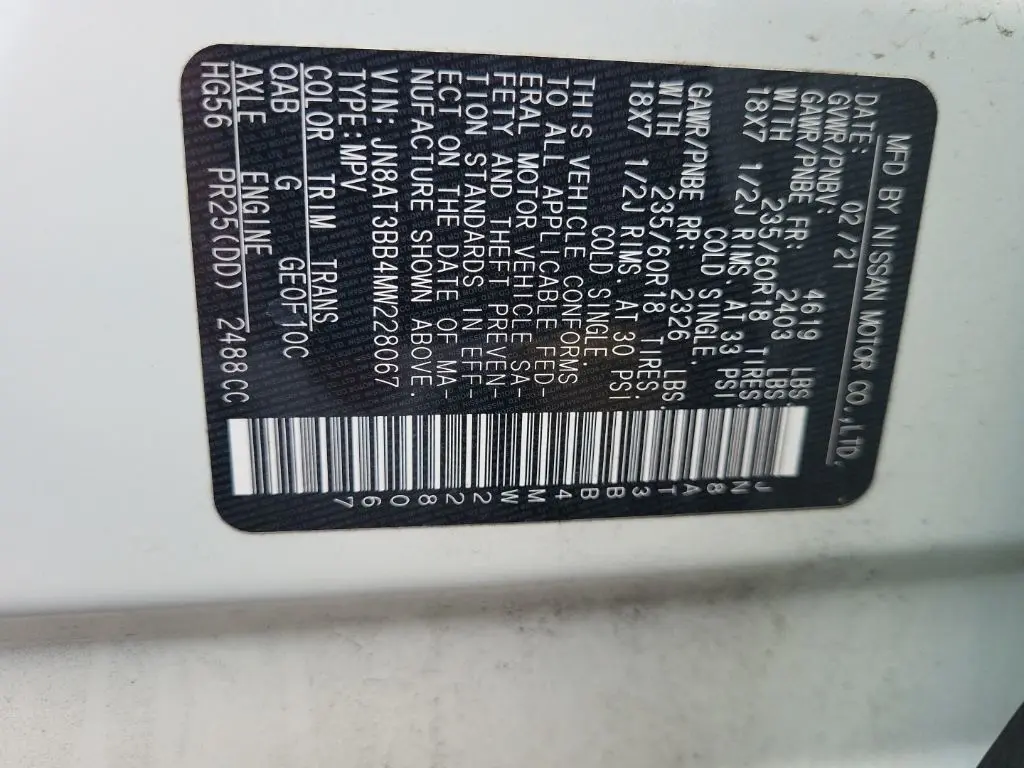 MFD BY NISSAN MOTOR CO.,LTD.
DATE: 02/21
GVWR/PNBV: 4619 LBS.
GAWR/PNBE FR: 2403 LBS.
WITH 235/60R18 TIRES.
18X7 1/2J RIMS. AT 33 PSI
COLD SINGLE.
GAWR/PNBE RR: 2326 LBS.
WITH 235/60R18 TIRES.
18X7 1/2J RIMS. AT 30 PSI
COLD SINGLE.
THIS VEHICLE CONFORMS
TO ALL APPLICABLE FED-
ERAL MOTOR VEHICLE SA-
FETY AND THEFT PREVEN-
TION STANDARDS IN EFF-
ECT ON THE DATE OF MA-
NUFACTURE SHOWN ABOVE.
VIN: JN8AT3BB4MW228067
TYPE:MPV
COLOR TRIM TRANS
QAB G GE0F10C
AXLE ENGINE
HG56 PR25(DD) 2488CC
JN8AT3BB4MW228067